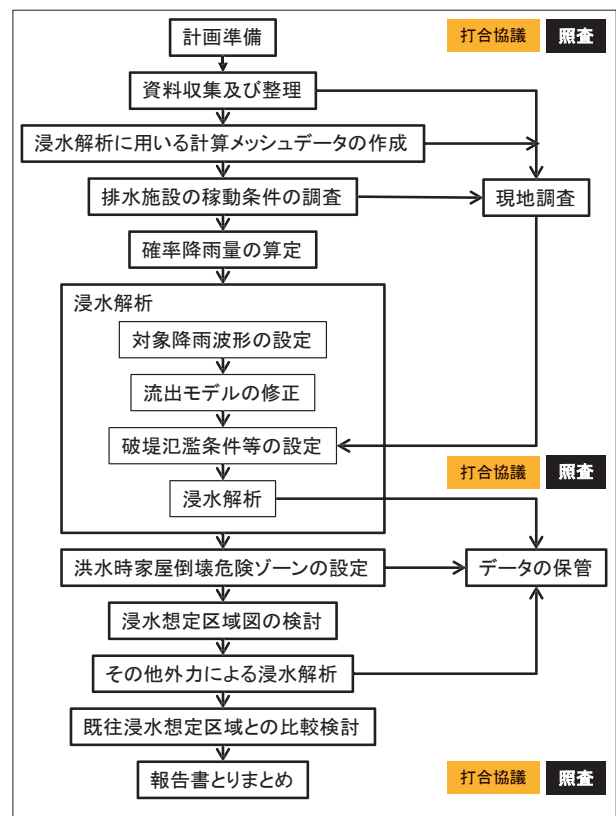 計画準備
打合協議
照査
資料収集及び整理
浸水解析に用いる計算メッシュデータの作成
排水施設の稼動条件の調査
現地調査
確率降雨量の算定
浸水解析
対象降雨波形の設定
流出モデルの修正
破堤氾濫条件等の設定
打合協議
照査
浸水解析
洪水時家屋倒壊危険ゾーンの設定
データの保管
浸水想定区域図の検討
その他外力による浸水解析
既往浸水想定区域との比較検討
報告書とりまとめ
打合協議
照査